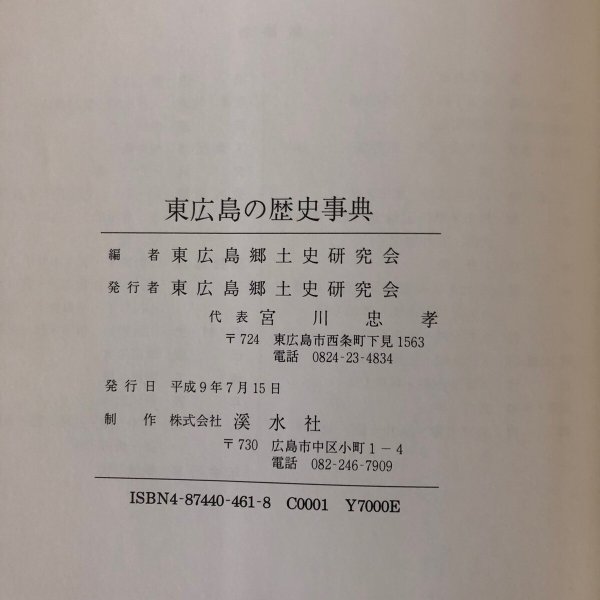 東広島の歴史事典
編者 東広島郷土史研究会
発行者 東広島郷土史研究会
代表 宮川忠孝
〒724 東広島市西条町下見1563
電話 0824-23-4834
発行日 平成9年7月15日
制作 株式会社 溪水社
〒730 広島市中区小町1－4
電話 082-246-7909
ISBN4-87440-461-8 C0001 Y7000E